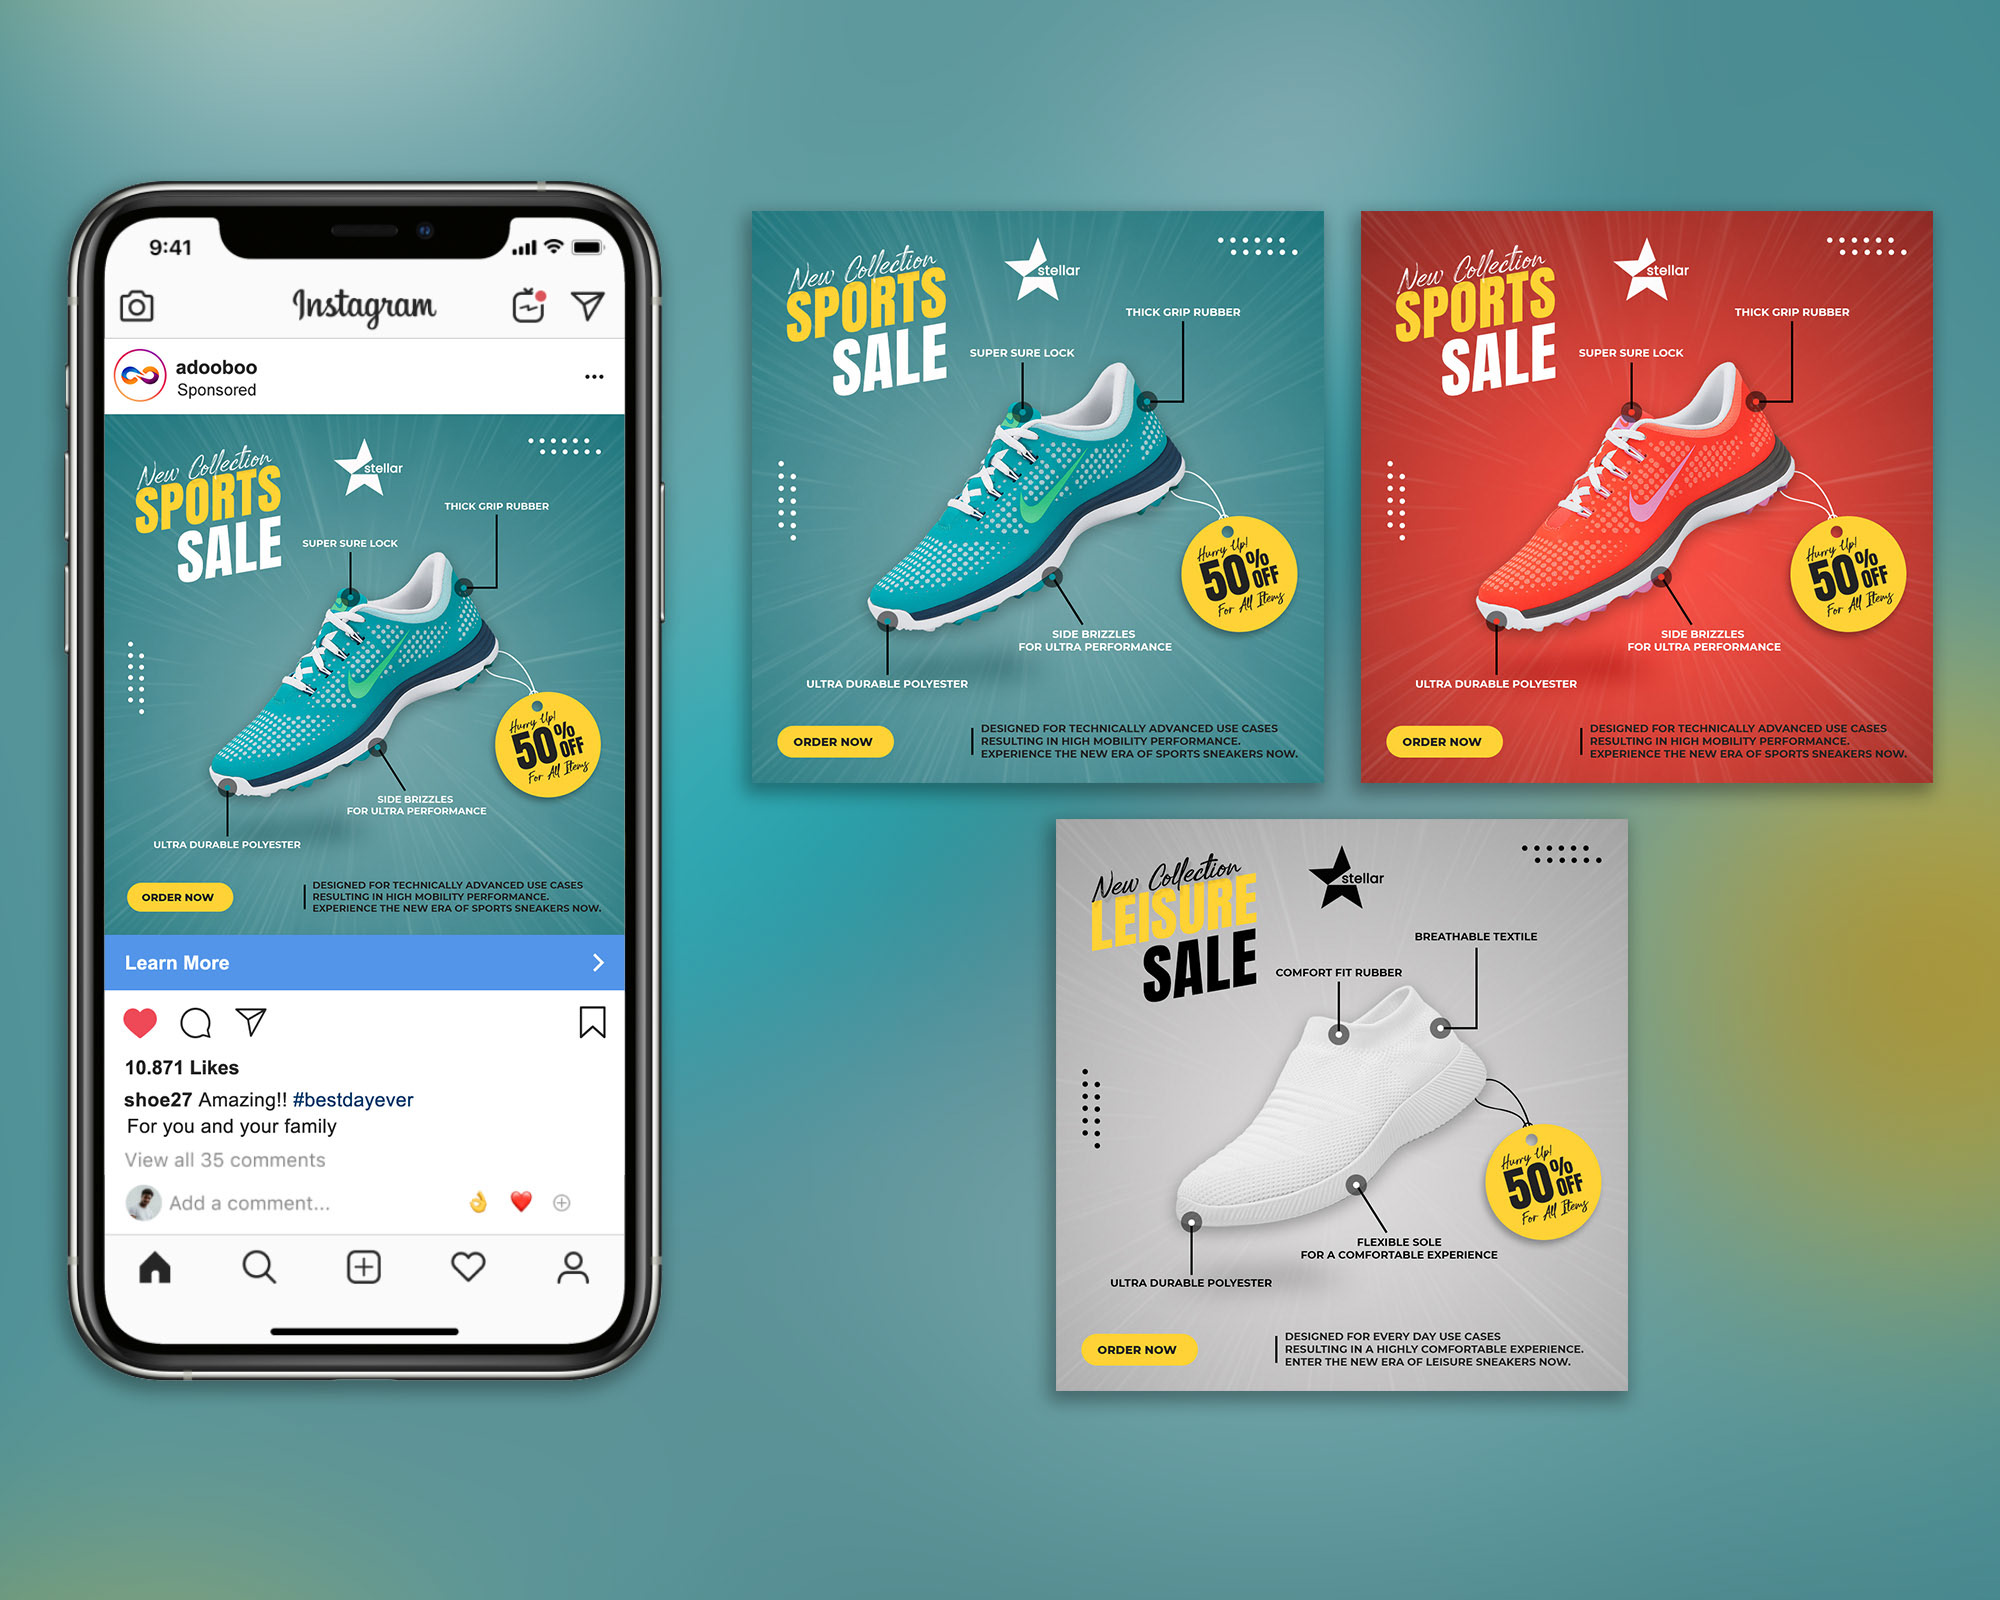 9:41
Instagram
adooboo
Sponsored
New Collection
SPORTS
SALE
stellar
THICK GRIP RUBBER
SUPER SURE LOCK
Hurry Up!
50% OFF
For All Items
SIDE BRIZZLES
FOR ULTRA PERFORMANCE
ULTRA DURABLE POLYESTER
ORDER NOW
DESIGNED FOR TECHNICALLY ADVANCED USE CASES
RESULTING IN HIGH MOBILITY PERFORMANCE.
EXPERIENCE THE NEW ERA OF SPORTS SNEAKERS NOW.
Learn More
10.871 Likes
shoe27 Amazing!! #bestdayever
For you and your family
View all 35 comments
Add a comment...
New Collection
SPORTS
SALE
stellar
THICK GRIP RUBBER
SUPER SURE LOCK
Hurry Up!
50% OFF
For All Items
SIDE BRIZZLES
FOR ULTRA PERFORMANCE
ULTRA DURABLE POLYESTER
ORDER NOW
DESIGNED FOR TECHNICALLY ADVANCED USE CASES
RESULTING IN HIGH MOBILITY PERFORMANCE.
EXPERIENCE THE NEW ERA OF SPORTS SNEAKERS NOW.
New Collection
SPORTS
SALE
stellar
THICK GRIP RUBBER
SUPER SURE LOCK
Hurry Up!
50% OFF
For All Items
SIDE BRIZZLES
FOR ULTRA PERFORMANCE
ULTRA DURABLE POLYESTER
ORDER NOW
DESIGNED FOR TECHNICALLY ADVANCED USE CASES
RESULTING IN HIGH MOBILITY PERFORMANCE.
EXPERIENCE THE NEW ERA OF SPORTS SNEAKERS NOW.
New Collection
LEISURE
SALE
stellar
BREATHABLE TEXTILE
COMFORT FIT RUBBER
Hurry Up!
50% OFF
For All Items
FLEXIBLE SOLE
FOR A COMFORTABLE EXPERIENCE
ULTRA DURABLE POLYESTER
ORDER NOW
DESIGNED FOR EVERY DAY USE CASES
RESULTING IN A HIGHLY COMFORTABLE EXPERIENCE.
ENTER THE NEW ERA OF LEISURE SNEAKERS NOW.